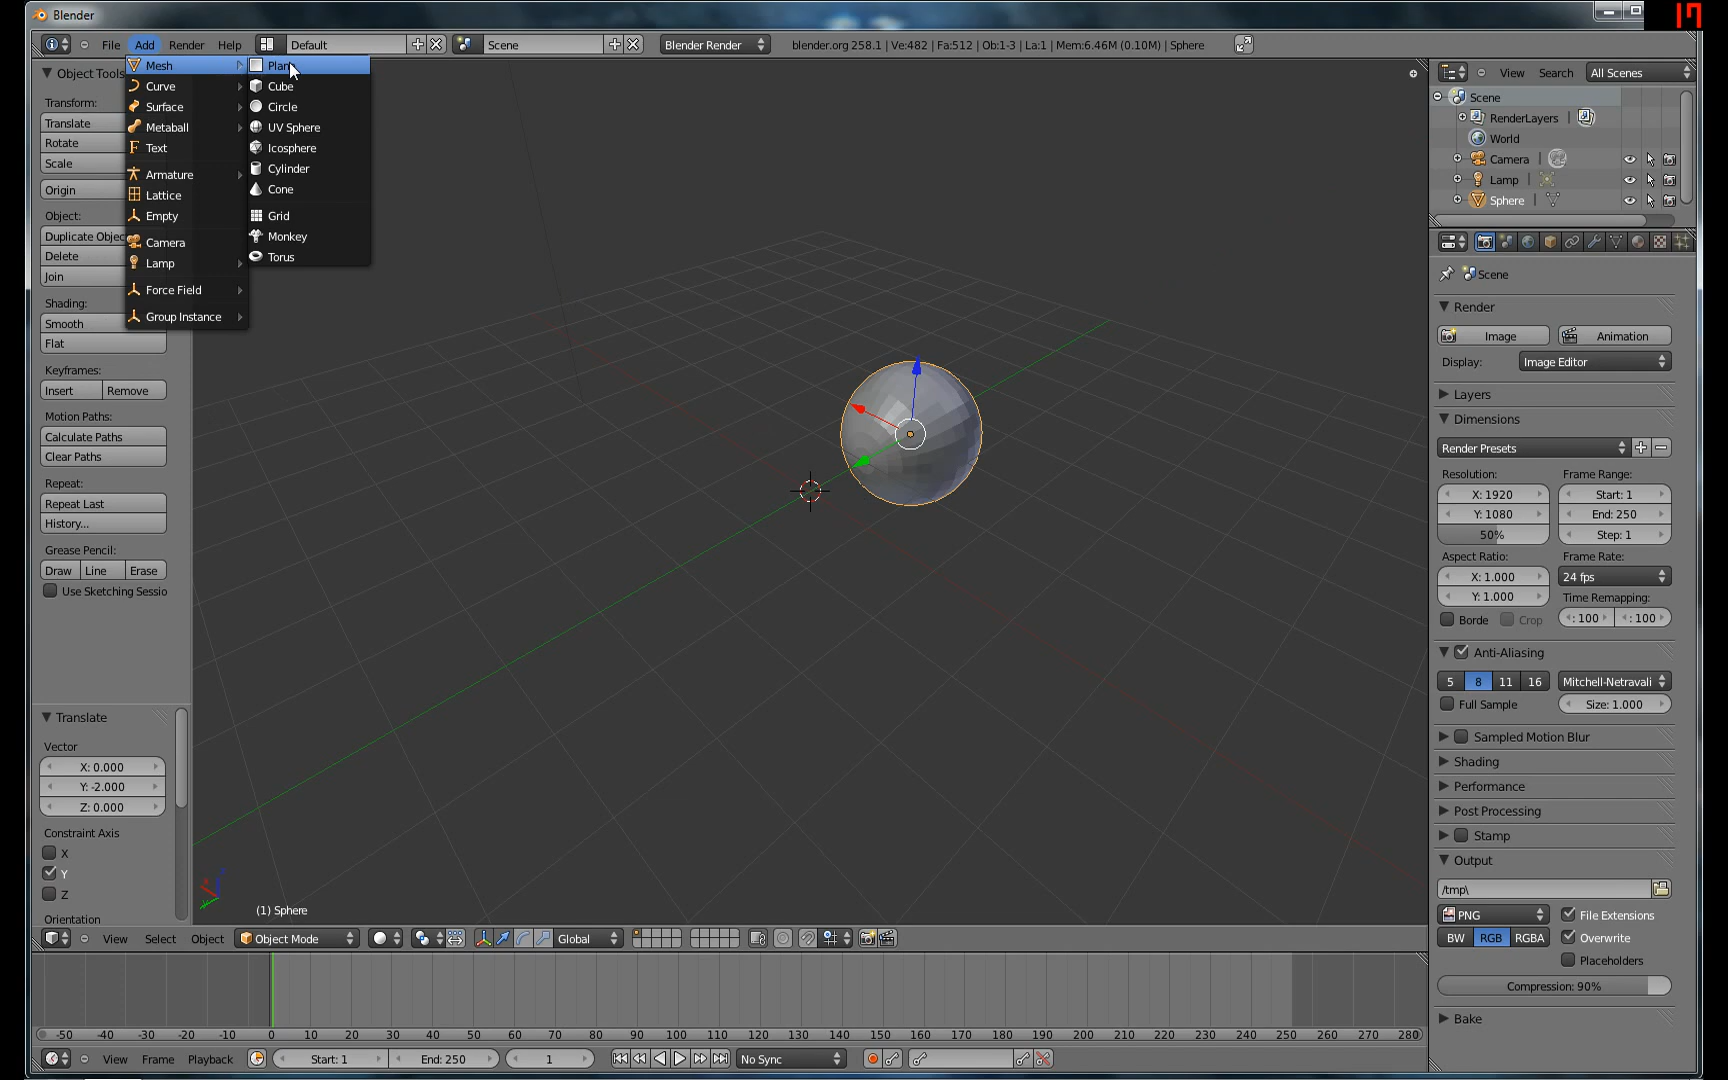 Blender
17
File Add Render Help Default Scene Blender Render blender.org 258.1 | Ve:482 | Fa:512 | Ob:1-3 | La:1 | Mem:6.46M (0.10M) | Sphere
Object Tools
Transform:
Translate
Rotate
Scale
Origin
Object:
Duplicate Objec
Delete
Join
Shading:
Smooth
Flat
Keyframes:
Insert Remove
Motion Paths:
Calculate Paths
Clear Paths
Repeat:
Repeat Last
History...
Grease Pencil:
Draw Line Erase
Use Sketching Sessio
Mesh
Curve
Surface
Metaball
Text
Armature
Lattice
Empty
Camera
Lamp
Force Field
Group Instance
Cube
Circle
UV Sphere
Icosphere
Cylinder
Cone
Grid
Monkey
Torus
Translate
Vector
X: 0.000
Y: -2.000
Z: 0.000
Constraint Axis
X
Y
Z
Orientation
(1) Sphere
View Select Object Object Mode Global
-50 -40 -30 -20 -10 0 10 20 30 40 50 60 70 80 90 100 110 120 130 140 150 160 170 180 190 200 210 220 230 240 250 260 270 280
View Frame Playback Start: 1 End: 250 1 No Sync
View Search All Scenes
Scene
RenderLayers
World
Camera
Lamp
Sphere
Scene
Render
Image Animation
Display: Image Editor
Layers
Dimensions
Render Presets
Resolution: Frame Range:
X: 1920 Start: 1
Y: 1080 End: 250
50% Step: 1
Aspect Ratio: Frame Rate:
X: 1.000 24 fps
Y: 1.000 Time Remapping:
Borde Crop : 100 : 100
Anti-Aliasing
5 8 11 16 Mitchell-Netravali
Full Sample Size: 1.000
Sampled Motion Blur
Shading
Performance
Post Processing
Stamp
Output
/tmp\
PNG File Extensions
BW RGB RGBA Overwrite
Placeholders
Compression: 90%
Bake